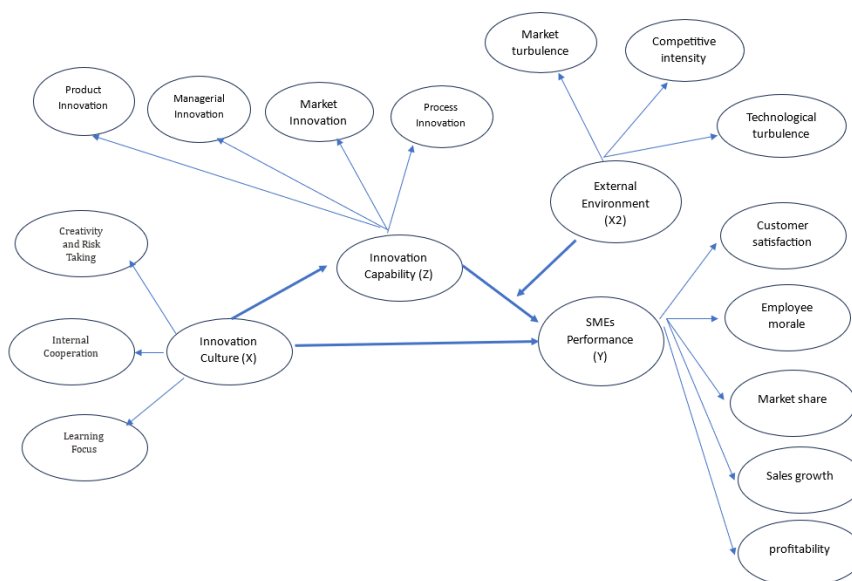 Market
turbulence
Competitive
intensity
Product
Innovation
Managerial
Innovation
Market
Innovation
Process
Innovation
Technological
turbulence
External
Environment
(X2)
Creativity
and Risk
Taking
Innovation
Capability (Z)
Customer
satisfaction
Internal
Cooperation
Innovation
Culture (X)
SMEs
Performance
(Y)
Employee
morale
Learning
Focus
Market share
Sales growth
profitability